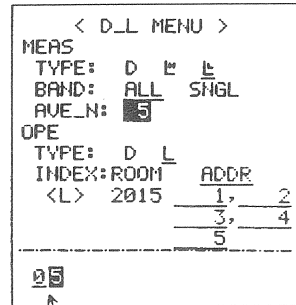 < D_L MENU >
MEAS
TYPE: D L" L
BAND: ALL SNGL
AVE_N: 5
OPE
TYPE: D L
INDEX:ROOM ADDR
<L> 2015 1, 2
3, 4
5
05